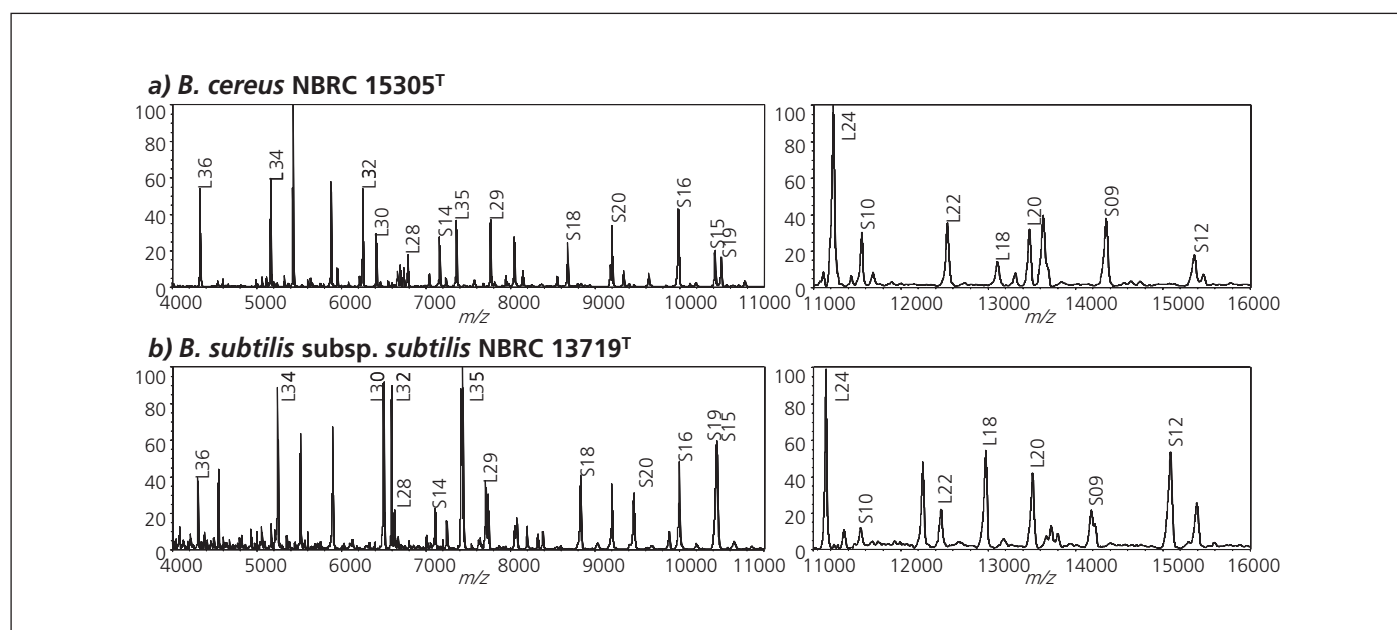 a) B. cereus NBRC 15305ᵀ
100
80
60
40
20
0
L36
L34
L32
L30
L28
S14
L35
L29
S18
S20
S16
S15
S19
4000 5000 6000 7000 8000 9000 10000 11000
m/z
100
80
60
40
20
0
L24
S10
L22
L18
L20
S09
S12
11000 12000 13000 14000 15000 16000
m/z
b) B. subtilis subsp. subtilis NBRC 13719ᵀ
100
80
60
40
20
0
L36
L34
L30
L32
L28
S14
L35
L29
S18
S20
S16
S19
S15
4000 5000 6000 7000 8000 9000 10000 11000
m/z
100
80
60
40
20
0
L24
S10
L22
L18
L20
S09
S12
11000 12000 13000 14000 15000 16000
m/z